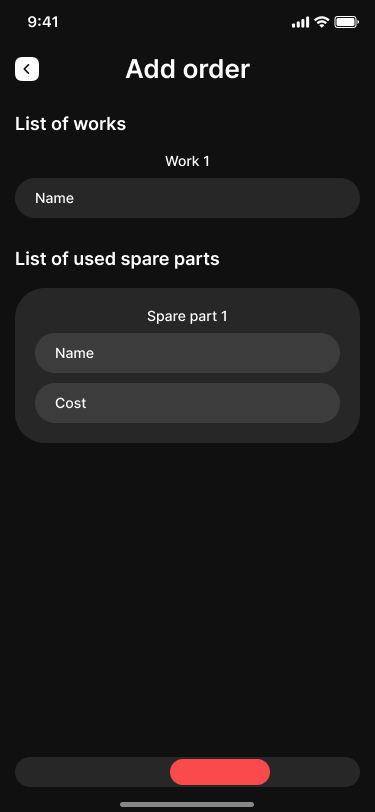 9:41
Add order
List of works
Work 1
Name
List of used spare parts
Spare part 1
Name
Cost